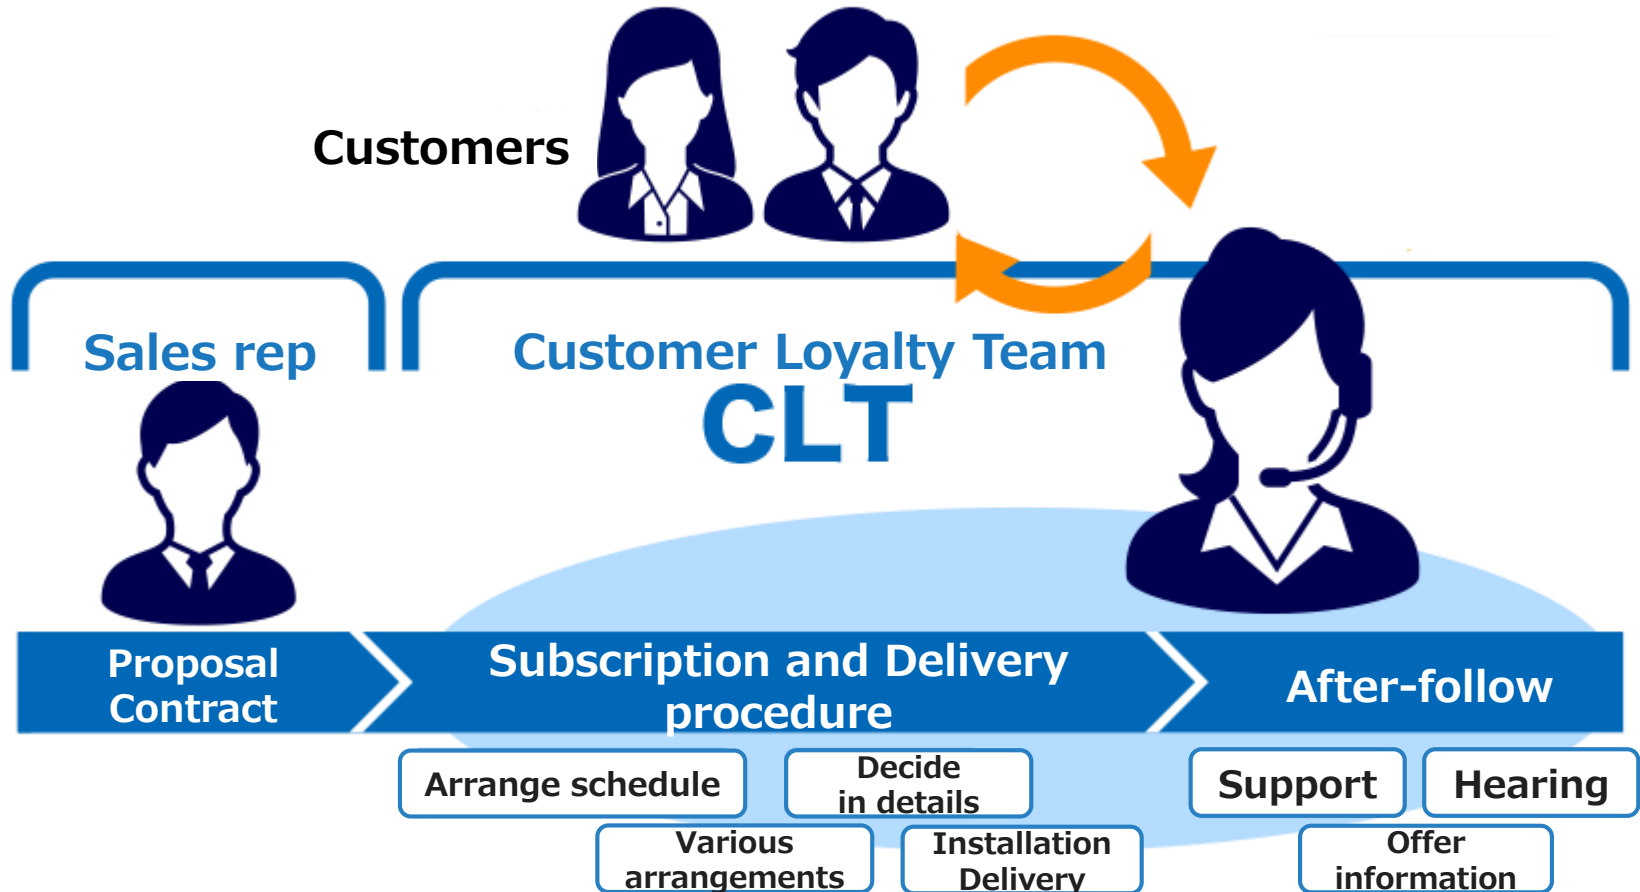 Customers
Sales rep
Customer Loyalty Team
CLT
Proposal
Contract
Subscription and Delivery
procedure
After-follow
Arrange schedule
Decide
in details
Various
arrangements
Installation
Delivery
Support
Hearing
Offer
information